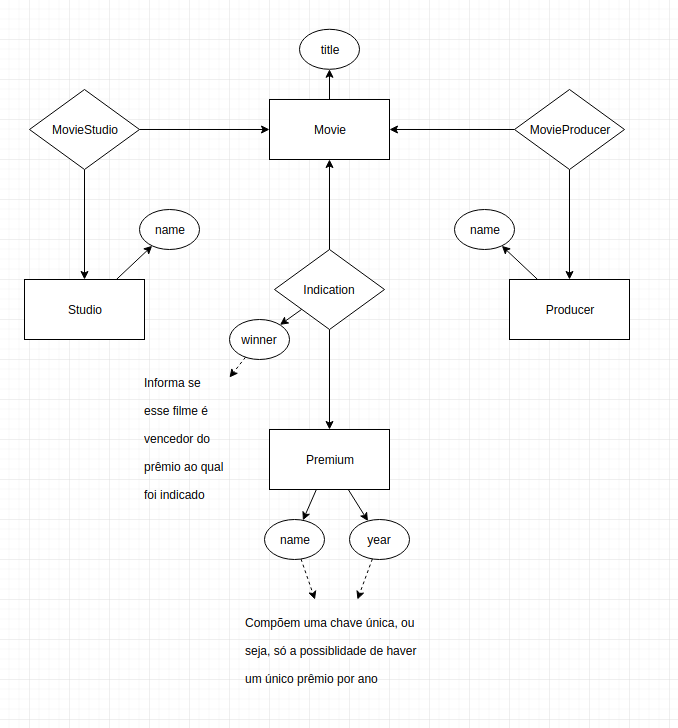 title
MovieStudio
Movie
MovieProducer
name
name
Studio
Indication
Producer
winner
Informa se
esse filme é
vencedor do
prêmio ao qual
foi indicado
Premium
name
year
Compõem uma chave única, ou
seja, só a possiblidade de haver
um único prêmio por ano